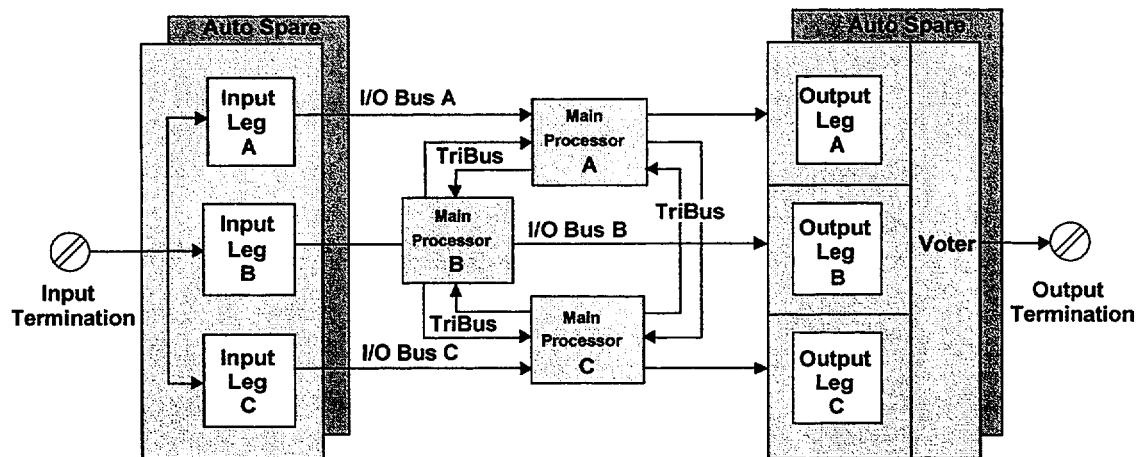 Auto Spare
Auto Spare
Input
Leg
A
I/O Bus A
Main
Processor
A
Output
Leg
A
TriBus
TriBus
Input
Leg
B
Main
Processor
B
I/O Bus B
Output
Leg
B
Voter
Input
Termination
Output
Termination
TriBus
Main
Processor
C
Input
Leg
C
I/O Bus C
Output
Leg
C